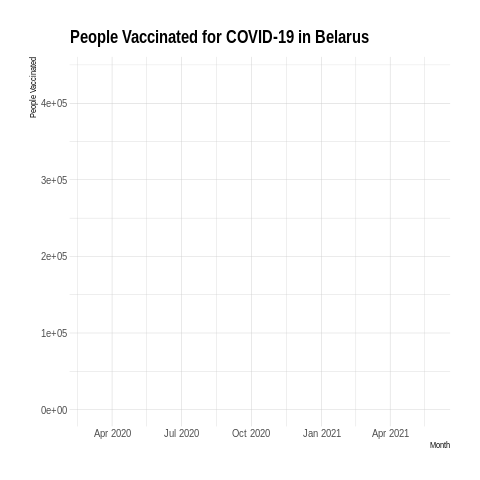 People Vaccinated for COVID-19 in Belarus
People Vaccinated
4e+05
3e+05
2e+05
1e+05
0e+00
Apr 2020 Jul 2020 Oct 2020 Jan 2021 Apr 2021
Month